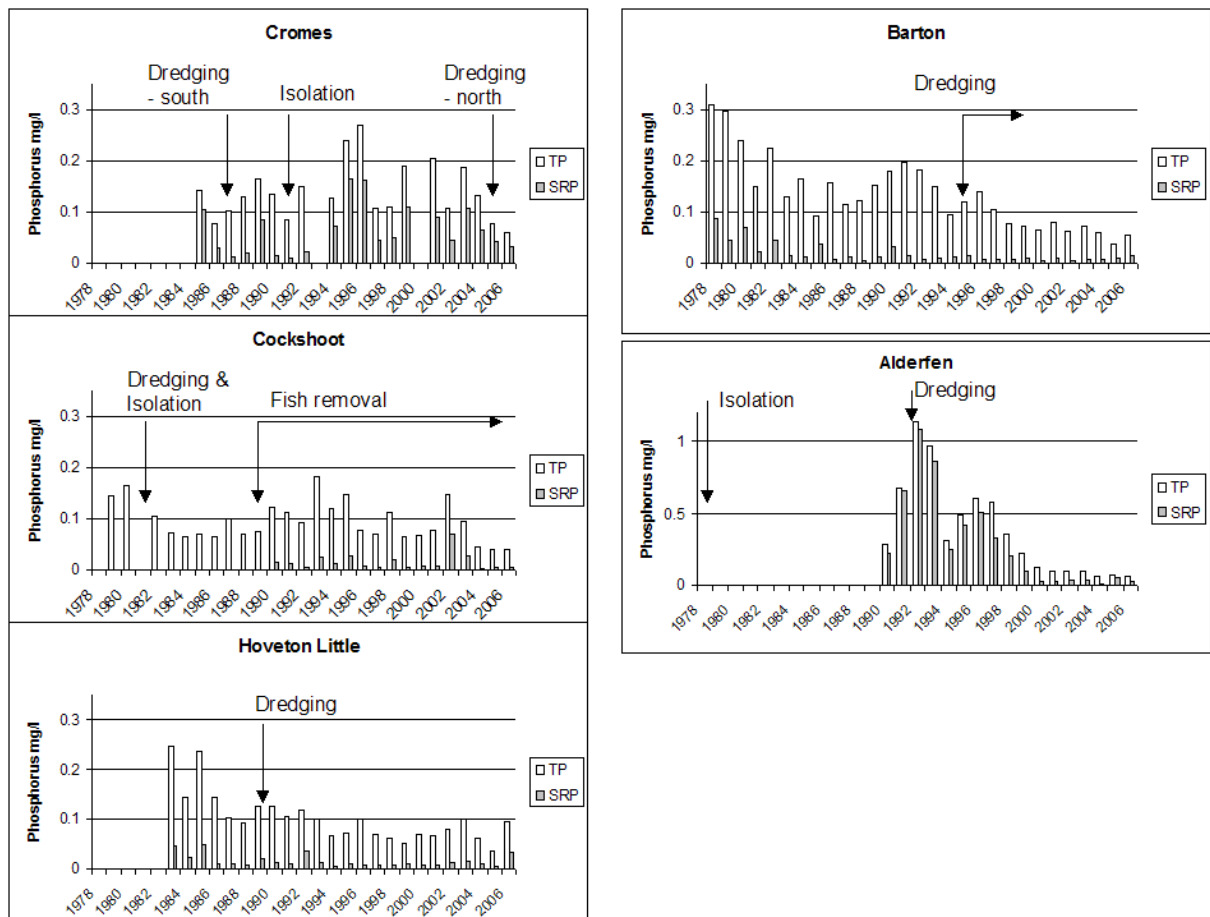 Cromes
Dredging
- south
Isolation
Dredging
- north
Phosphorus mg/l
0.3
0.2
0.1
0
TP
SRP
1978
1980
1982
1984
1986
1988
1990
1992
1994
1996
1998
2000
2002
2004
2006
Cockshoot
Dredging &
Isolation
Fish removal
Phosphorus mg/l
0.3
0.2
0.1
0
TP
SRP
1978
1980
1982
1984
1986
1988
1990
1992
1994
1996
1998
2000
2002
2004
2006
Hoveton Little
Dredging
Phosphorus mg/l
0.3
0.2
0.1
0
TP
SRP
1978
1980
1982
1984
1986
1988
1990
1992
1994
1996
1998
2000
2002
2004
2006
Barton
Dredging
Phosphorus mg/l
0.3
0.2
0.1
0
TP
SRP
1978
1980
1982
1984
1986
1988
1990
1992
1994
1996
1998
2000
2002
2004
2006
Alderfen
Isolation
Dredging
Phosphorus mg/l
1
0.5
0
TP
SRP
1978
1980
1982
1984
1986
1988
1990
1992
1994
1996
1998
2000
2002
2004
2006